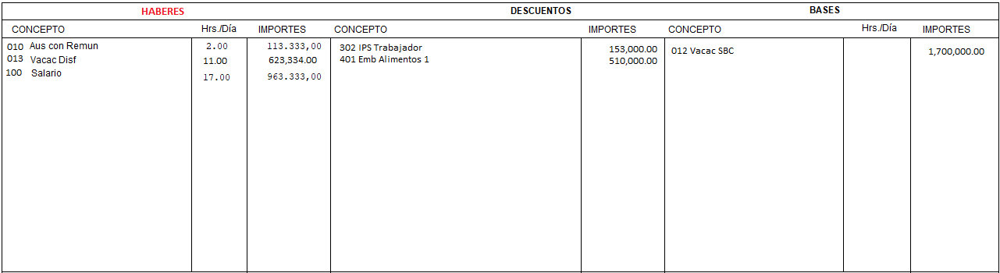 HABERES DESCUENTOS BASES
CONCEPTO Hrs./Día IMPORTES CONCEPTO IMPORTES CONCEPTO Hrs./Día IMPORTES
010 Aus con Remun 2.00 113.333,00 302 IPS Trabajador 153,000.00 012 Vacac SBC 1,700,000.00
013 Vacac Disf 11.00 623,334.00 401 Emb Alimentos 1 510,000.00
100 Salario 17.00 963.333,00